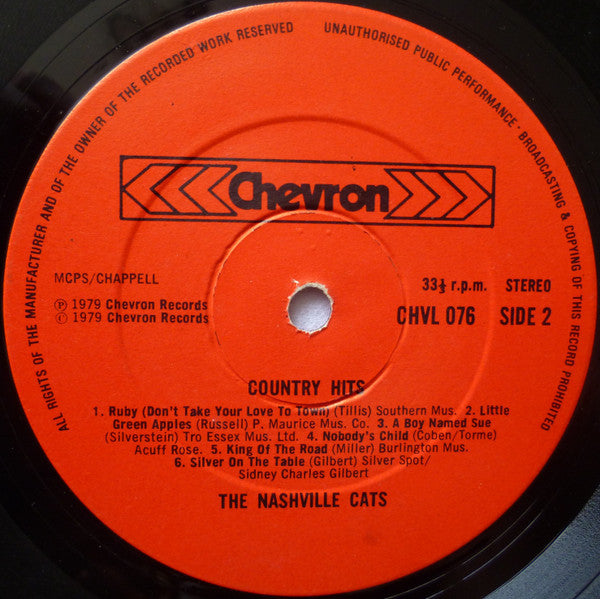 ALL RIGHTS OF THE MANUFACTURER AND OF THE OWNER OF THE RECORDED WORK RESERVED
UNAUTHORISED PUBLIC PERFORMANCE · BROADCASTING & COPYING OF THIS RECORD PROHIBITED
Chevron
MCPS/CHAPPELL
33⅓ r.p.m. STEREO
℗ 1979 Chevron Records
© 1979 Chevron Records
CHVL 076 SIDE 2
COUNTRY HITS
1. Ruby (Don't Take Your Love To Town) (Tillis) Southern Mus. 2. Little
Green Apples (Russell) P. Maurice Mus. Co. 3. A Boy Named Sue
(Silverstein) Tro Essex Mus. Ltd. 4. Nobody's Child (Coben/Torme)
Acuff Rose. 5. King Of The Road (Miller) Burlington Mus.
6. Silver On The Table (Gilbert) Silver Spot/
Sidney Charles Gilbert
THE NASHVILLE CATS